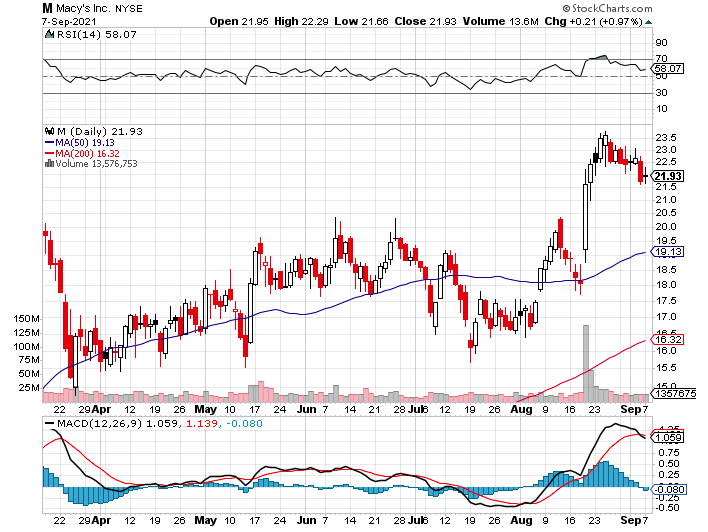 M Macy's Inc. NYSE
© StockCharts.com
7-Sep-2021
Open 21.95 High 22.29 Low 21.66 Close 21.93 Volume 13.6M Chg +0.21 (+0.97%)
RSI(14) 58.07
90
70
58.07
50
30
10
M (Daily) 21.93
MA(50) 19.13
MA(200) 16.32
Volume 13,576,753
23.5
23.0
22.5
21.93
21.5
21.0
20.5
20.0
19.5
19.13
18.5
18.0
17.5
17.0
16.5
16.32
16.0
15.5
15.0
150M
125M
100M
75M
50M
25M
13576753
22 29 Apr 12 19 26 May 10 17 24 Jun 7 14 21 28 Jul 6 12 19 26 Aug 9 16 23 Sep 7
MACD(12,26,9) 1.059, 1.139, -0.080
1.25
1.059
0.75
0.50
0.25
-0.080
-0.25
-0.50
22 29 Apr 12 19 26 May 10 17 24 Jun 7 14 21 28 Jul 6 12 19 26 Aug 9 16 23 Sep 7